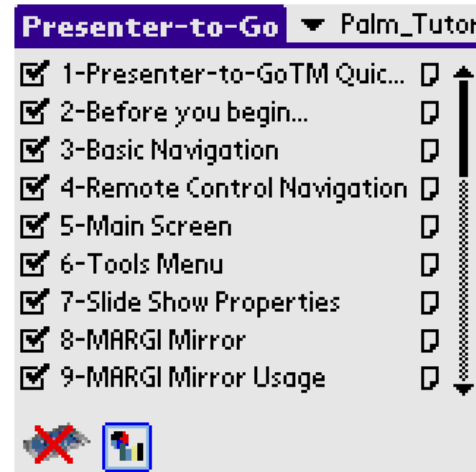 Presenter-to-Go Palm_Tutor
1-Presenter-to-GoTM Quic...
2-Before you begin...
3-Basic Navigation
4-Remote Control Navigation
5-Main Screen
6-Tools Menu
7-Slide Show Properties
8-MARGI Mirror
9-MARGI Mirror Usage